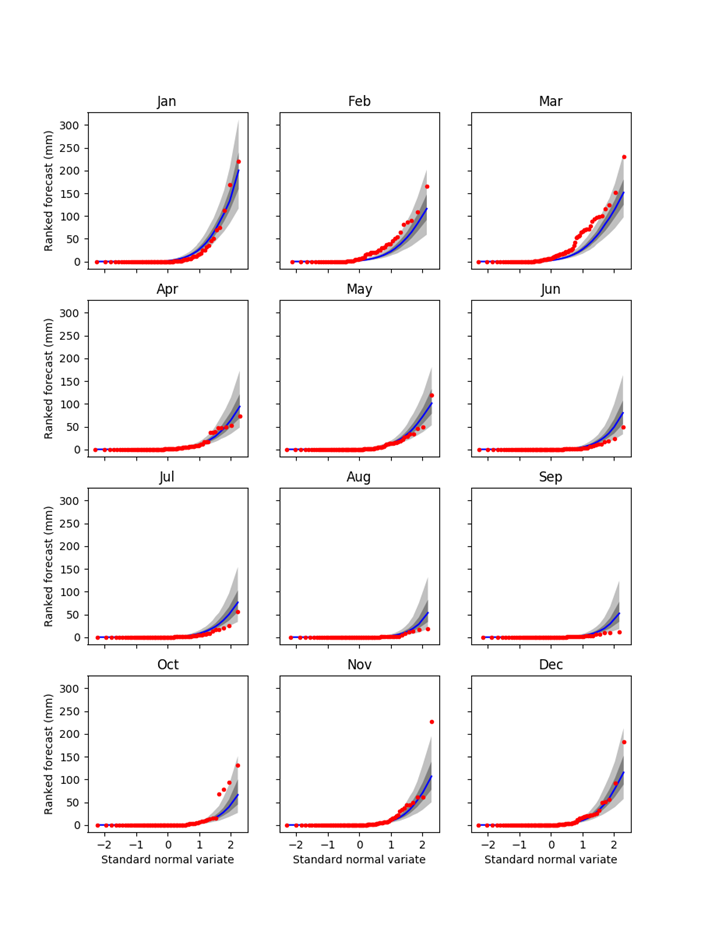 Jan Feb Mar
Ranked forecast (mm)
300
250
200
150
100
50
0
Apr May Jun
Ranked forecast (mm)
300
250
200
150
100
50
0
Jul Aug Sep
Ranked forecast (mm)
300
250
200
150
100
50
0
Oct Nov Dec
Ranked forecast (mm)
300
250
200
150
100
50
0
−2 −1 0 1 2 −2 −1 0 1 2 −2 −1 0 1 2
Standard normal variate Standard normal variate Standard normal variate